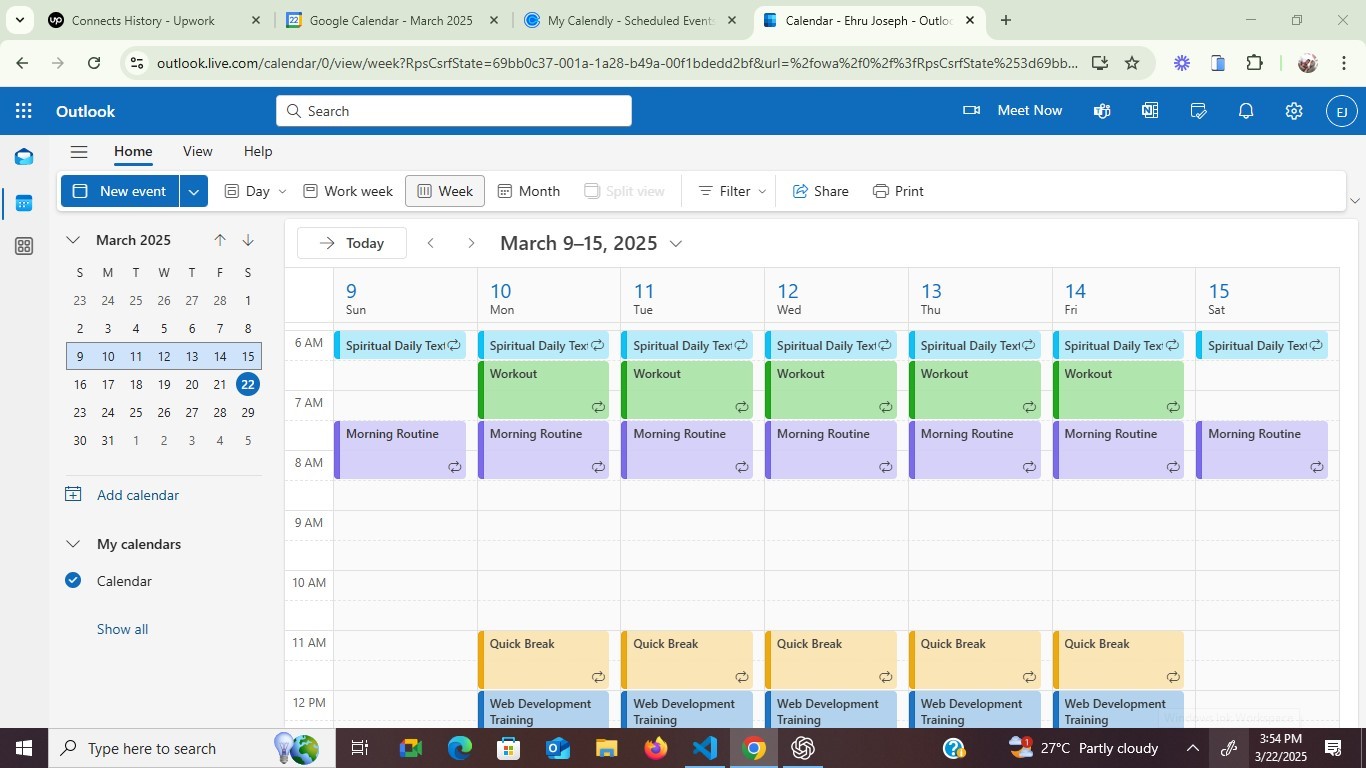 Connects History - Upwork
Google Calendar - March 2025
My Calendly - Scheduled Events
Calendar - Ehru Joseph - Outlo
outlook.live.com/calendar/0/view/week?RpsCsrfState=69bb0c37-001a-1a28-b49a-00f1bdedd2bf&url=%2fowa%2f0%2f%3fRpsCsrfState%253d69bb...
Outlook
Search
Meet Now
EJ
Home View Help
New event
Day
Work week
Week
Month
Split view
Filter
Share
Print
March 2025
S M T W T F S
23 24 25 26 27 28 1
2 3 4 5 6 7 8
9 10 11 12 13 14 15
16 17 18 19 20 21 22
23 24 25 26 27 28 29
30 31 1 2 3 4 5
Add calendar
My calendars
Calendar
Show all
Today
March 9–15, 2025
9 10 11 12 13 14 15
Sun Mon Tue Wed Thu Fri Sat
6 AM
Spiritual Daily Text Spiritual Daily Text Spiritual Daily Text Spiritual Daily Text Spiritual Daily Text Spiritual Daily Text Spiritual Daily Text
Workout Workout Workout Workout Workout
7 AM
Morning Routine Morning Routine Morning Routine Morning Routine Morning Routine Morning Routine Morning Routine
8 AM
9 AM
10 AM
11 AM
Quick Break Quick Break Quick Break Quick Break Quick Break
12 PM
Web Development Web Development Web Development Web Development Web Development
Training Training Training Training Training
Type here to search
27°C Partly cloudy
3:54 PM
3/22/2025